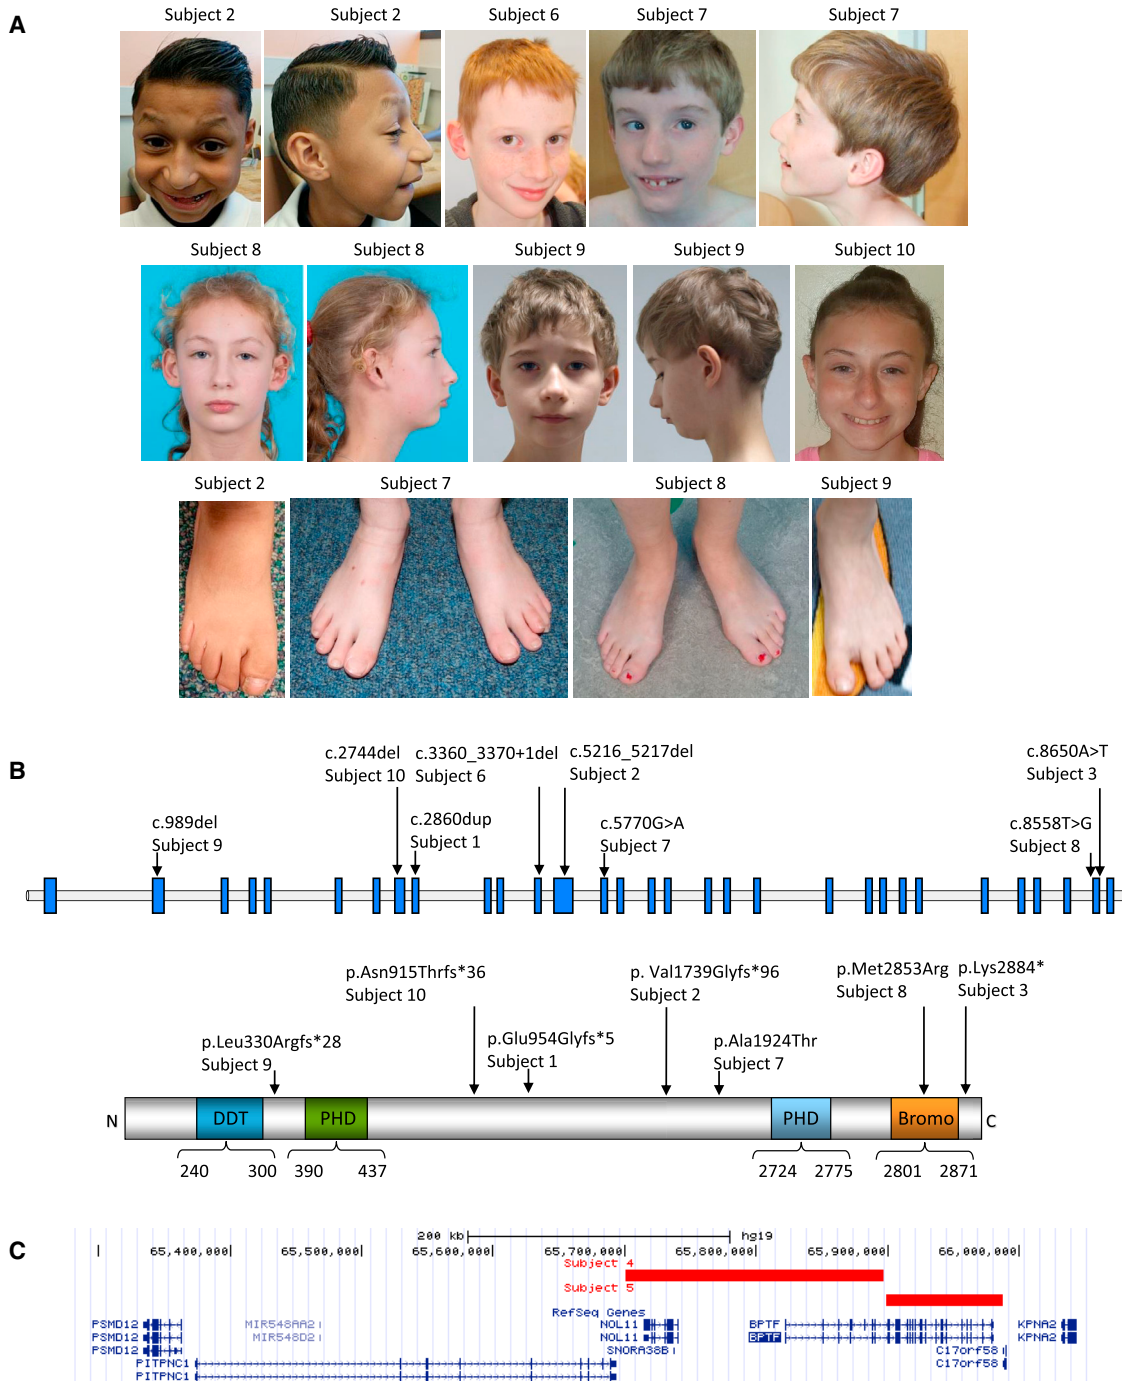 A
Subject 2 Subject 2 Subject 6 Subject 7 Subject 7
Subject 8 Subject 8 Subject 9 Subject 9 Subject 10
Subject 2 Subject 7 Subject 8 Subject 9
B
c.2744del c.3360_3370+1del c.5216_5217del c.8650A>T
Subject 10 Subject 6 Subject 2 Subject 3
c.989del c.2860dup c.5770G>A c.8558T>G
Subject 9 Subject 1 Subject 7 Subject 8
p.Asn915Thrfs*36 p. Val1739Glyfs*96 p.Met2853Arg p.Lys2884*
Subject 10 Subject 2 Subject 8 Subject 3
p.Leu330Argfs*28 p.Glu954Glyfs*5 p.Ala1924Thr
Subject 9 Subject 1 Subject 7
N DDT PHD PHD Bromo C
240 300 390 437 2724 2775 2801 2871
C
200 kb hg19
65,400,000 65,500,000 65,600,000 65,700,000 65,800,000 65,900,000 66,000,000
Subject 4
Subject 5
RefSeq Genes
PSMD12 MIR548AA2 NOL11 BPTF KPNA2
PSMD12 MIR548D2 NOL11 BPTF KPNA2
PSMD12 SNORA38B C17orf58
PITPNC1 C17orf58
PITPNC1